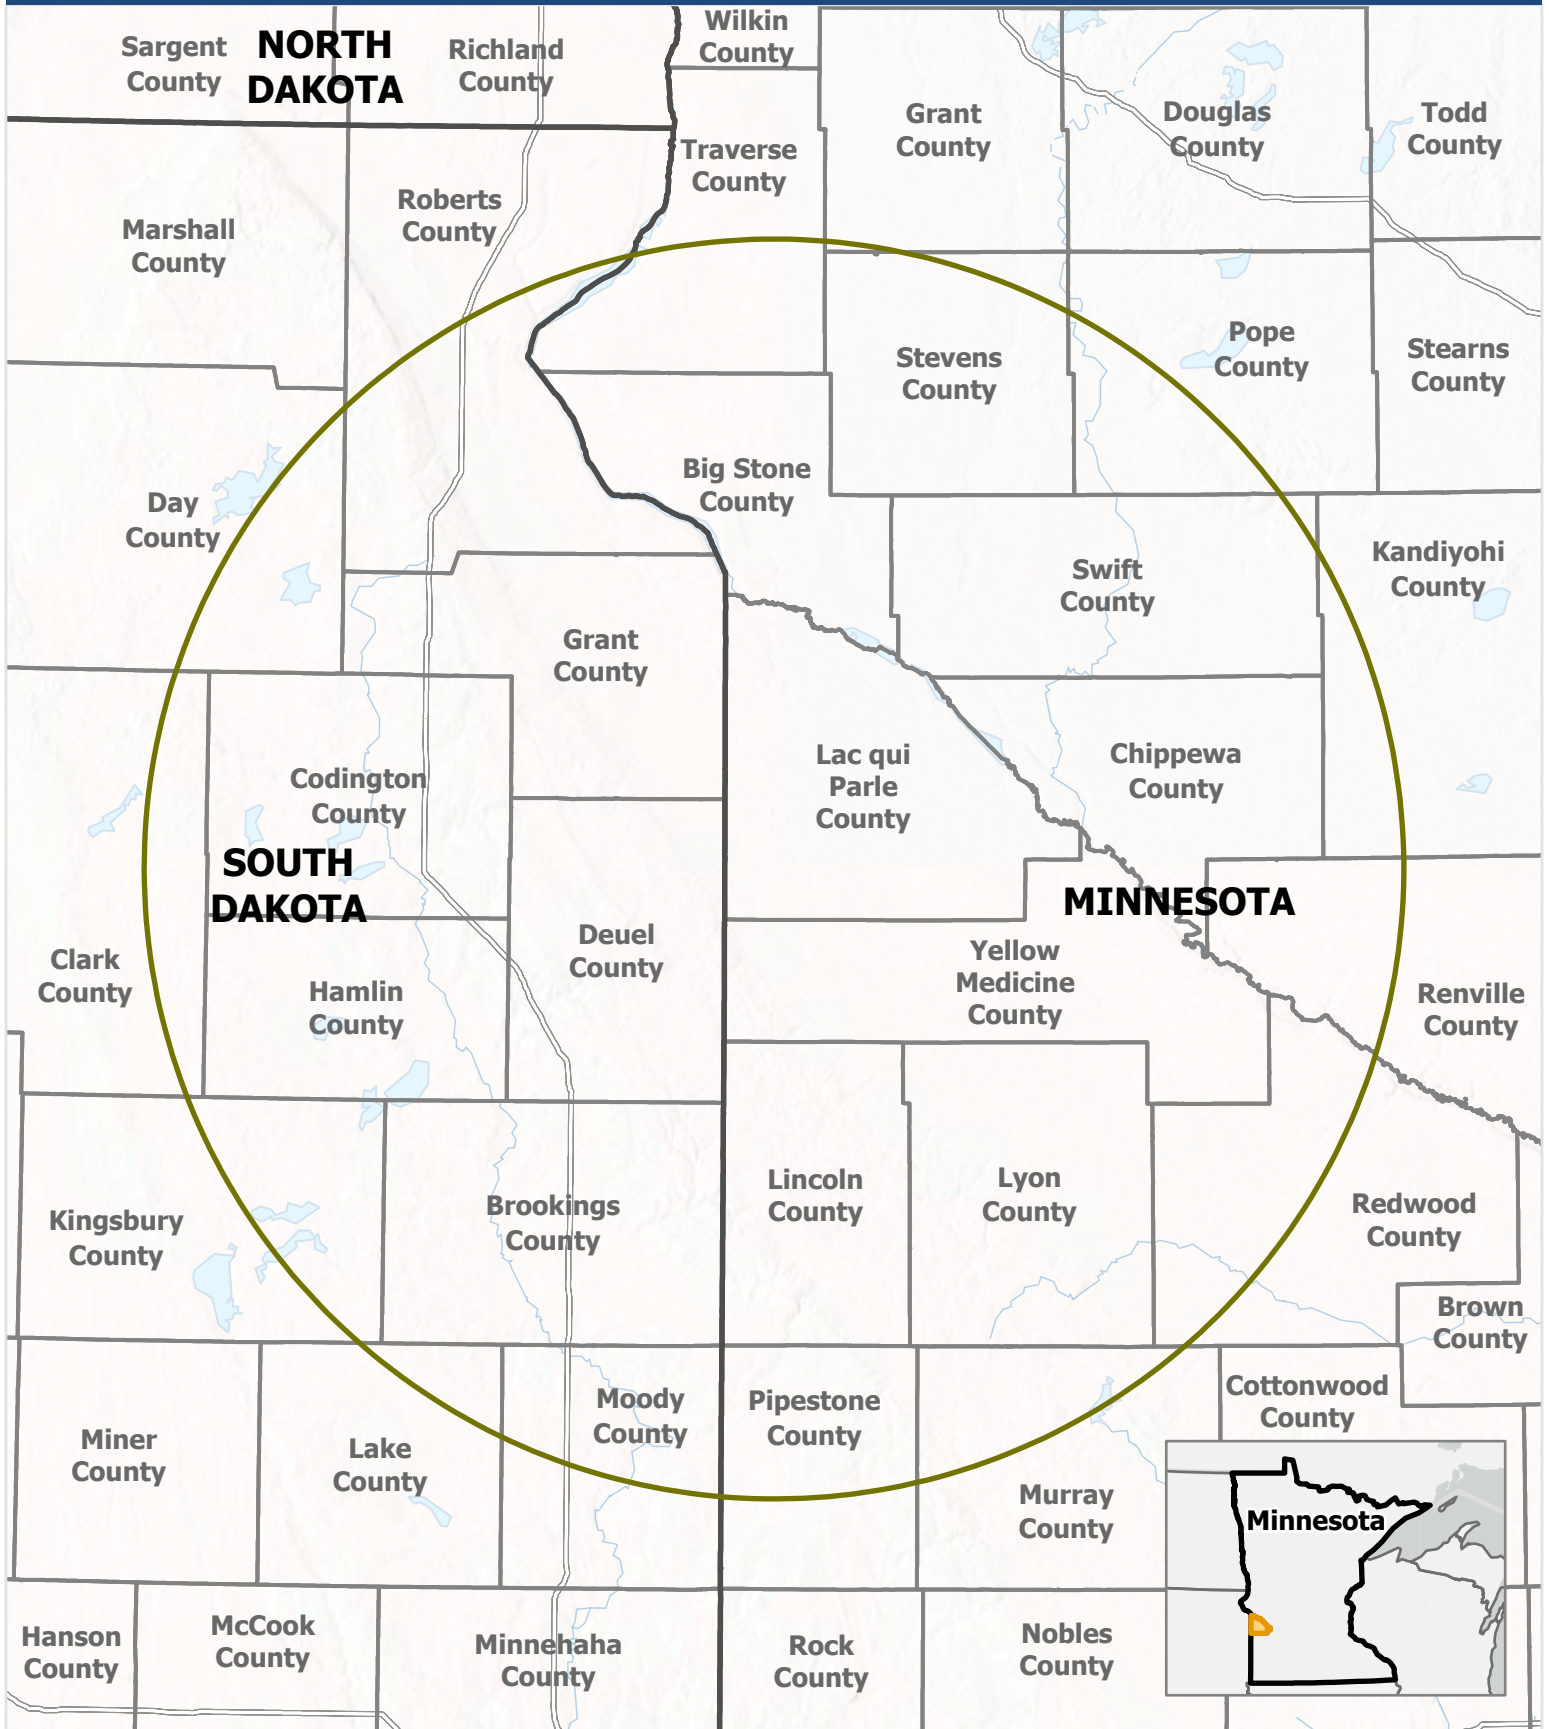 Sargent
County
NORTH
DAKOTA
Richland
County
Wilkin
County
Grant
County
Douglas
County
Todd
County
Traverse
County
Marshall
County
Roberts
County
Stevens
County
Pope
County
Stearns
County
Big Stone
County
Day
County
Swift
County
Kandiyohi
County
Grant
County
Lac qui
Parle
County
Chippewa
County
Codington
County
SOUTH
DAKOTA
MINNESOTA
Clark
County
Hamlin
County
Deuel
County
Yellow
Medicine
County
Renville
County
Kingsbury
County
Brookings
County
Lincoln
County
Lyon
County
Redwood
County
Brown
County
Miner
County
Lake
County
Moody
County
Pipestone
County
Cottonwood
County
Murray
County
Minnesota
Hanson
County
McCook
County
Minnehaha
County
Rock
County
Nobles
County